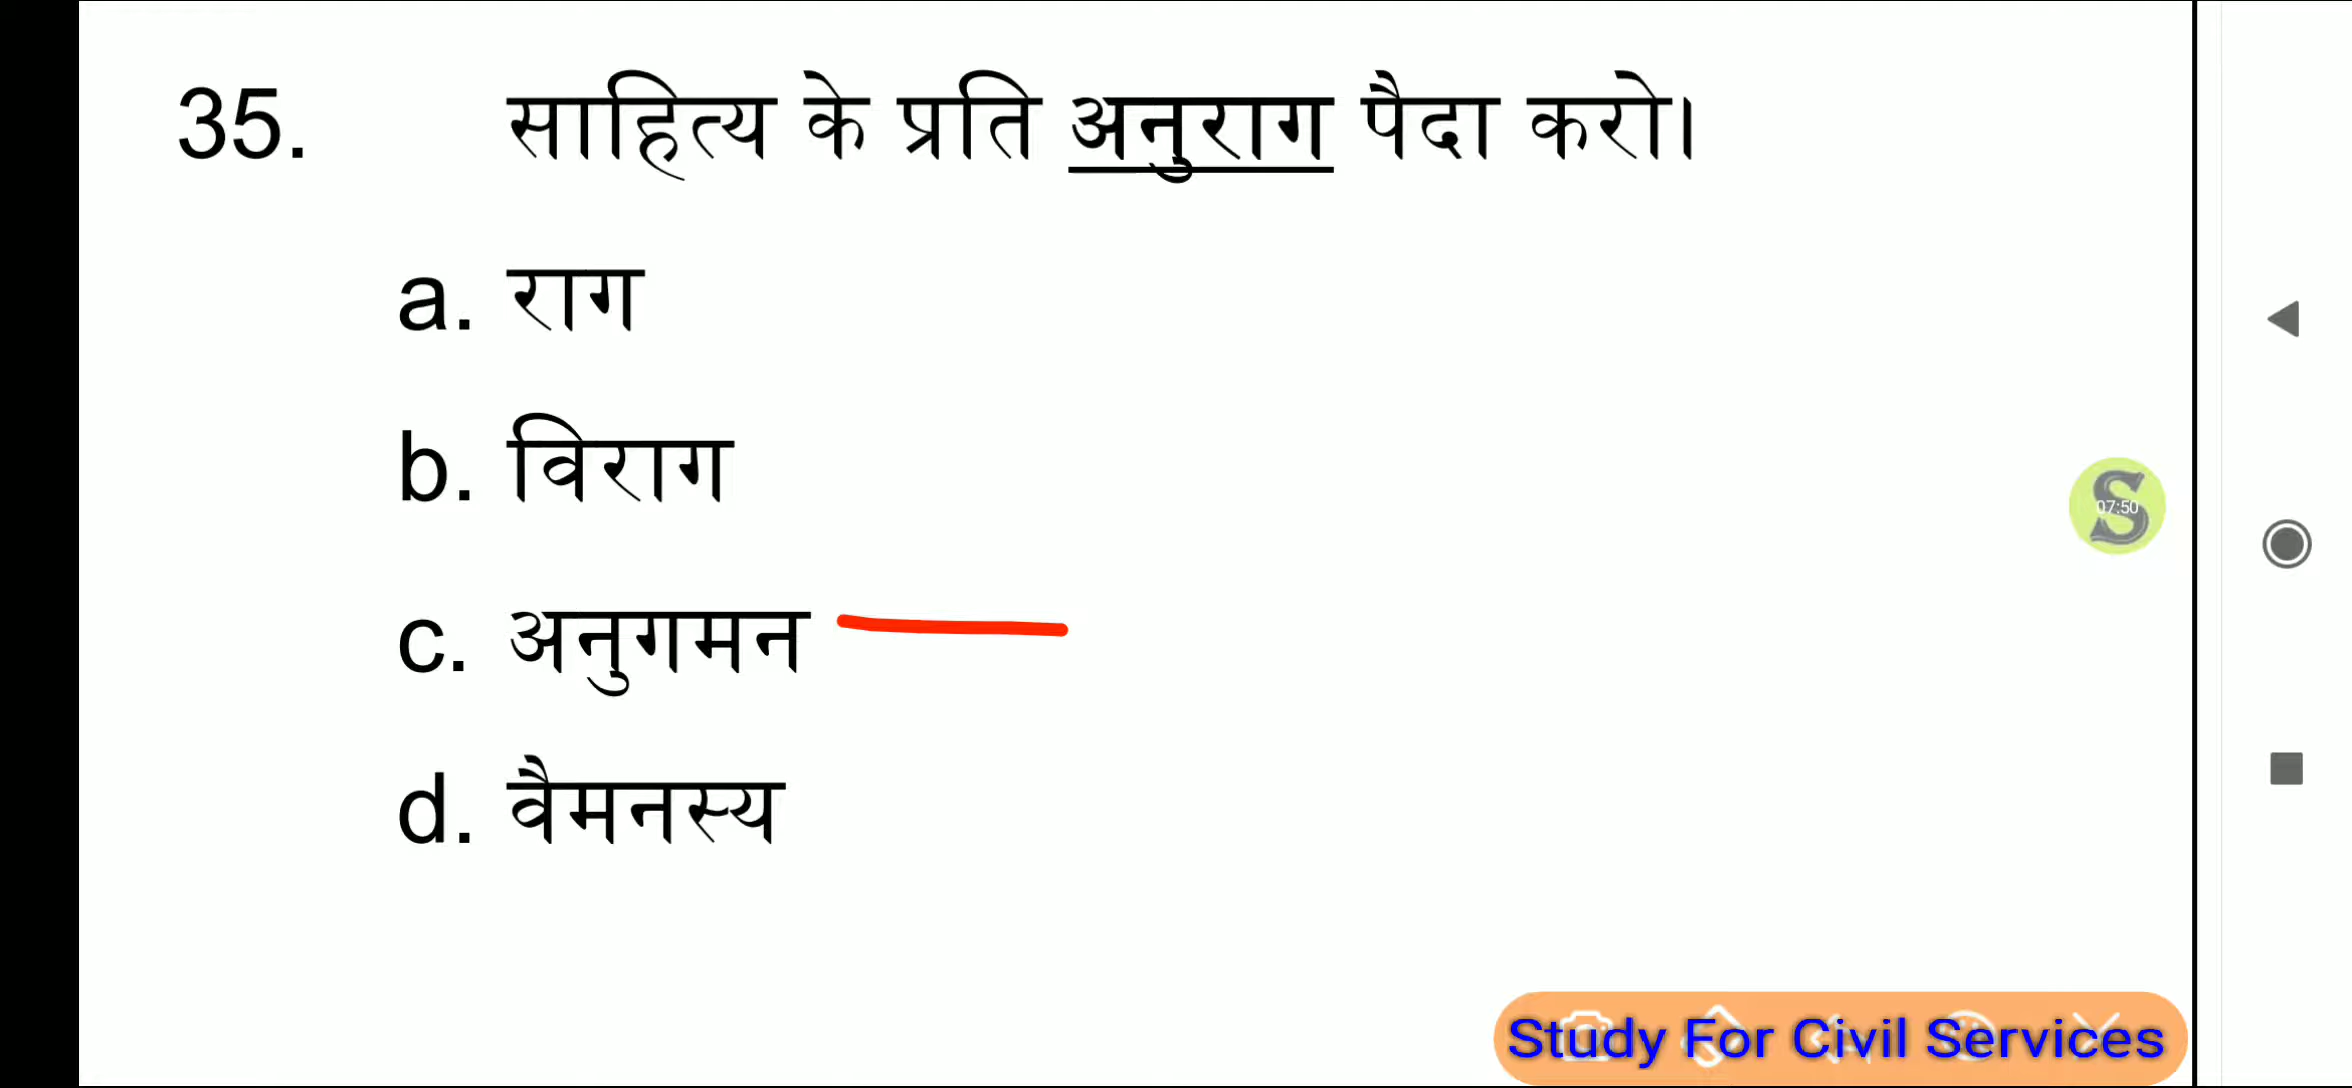 35. साहित्य के प्रति अनुराग पैदा करो।
a. राग
b. विराग
c. अनुगमन
d. वैमनस्य
S
07:50
Study For Civil Services